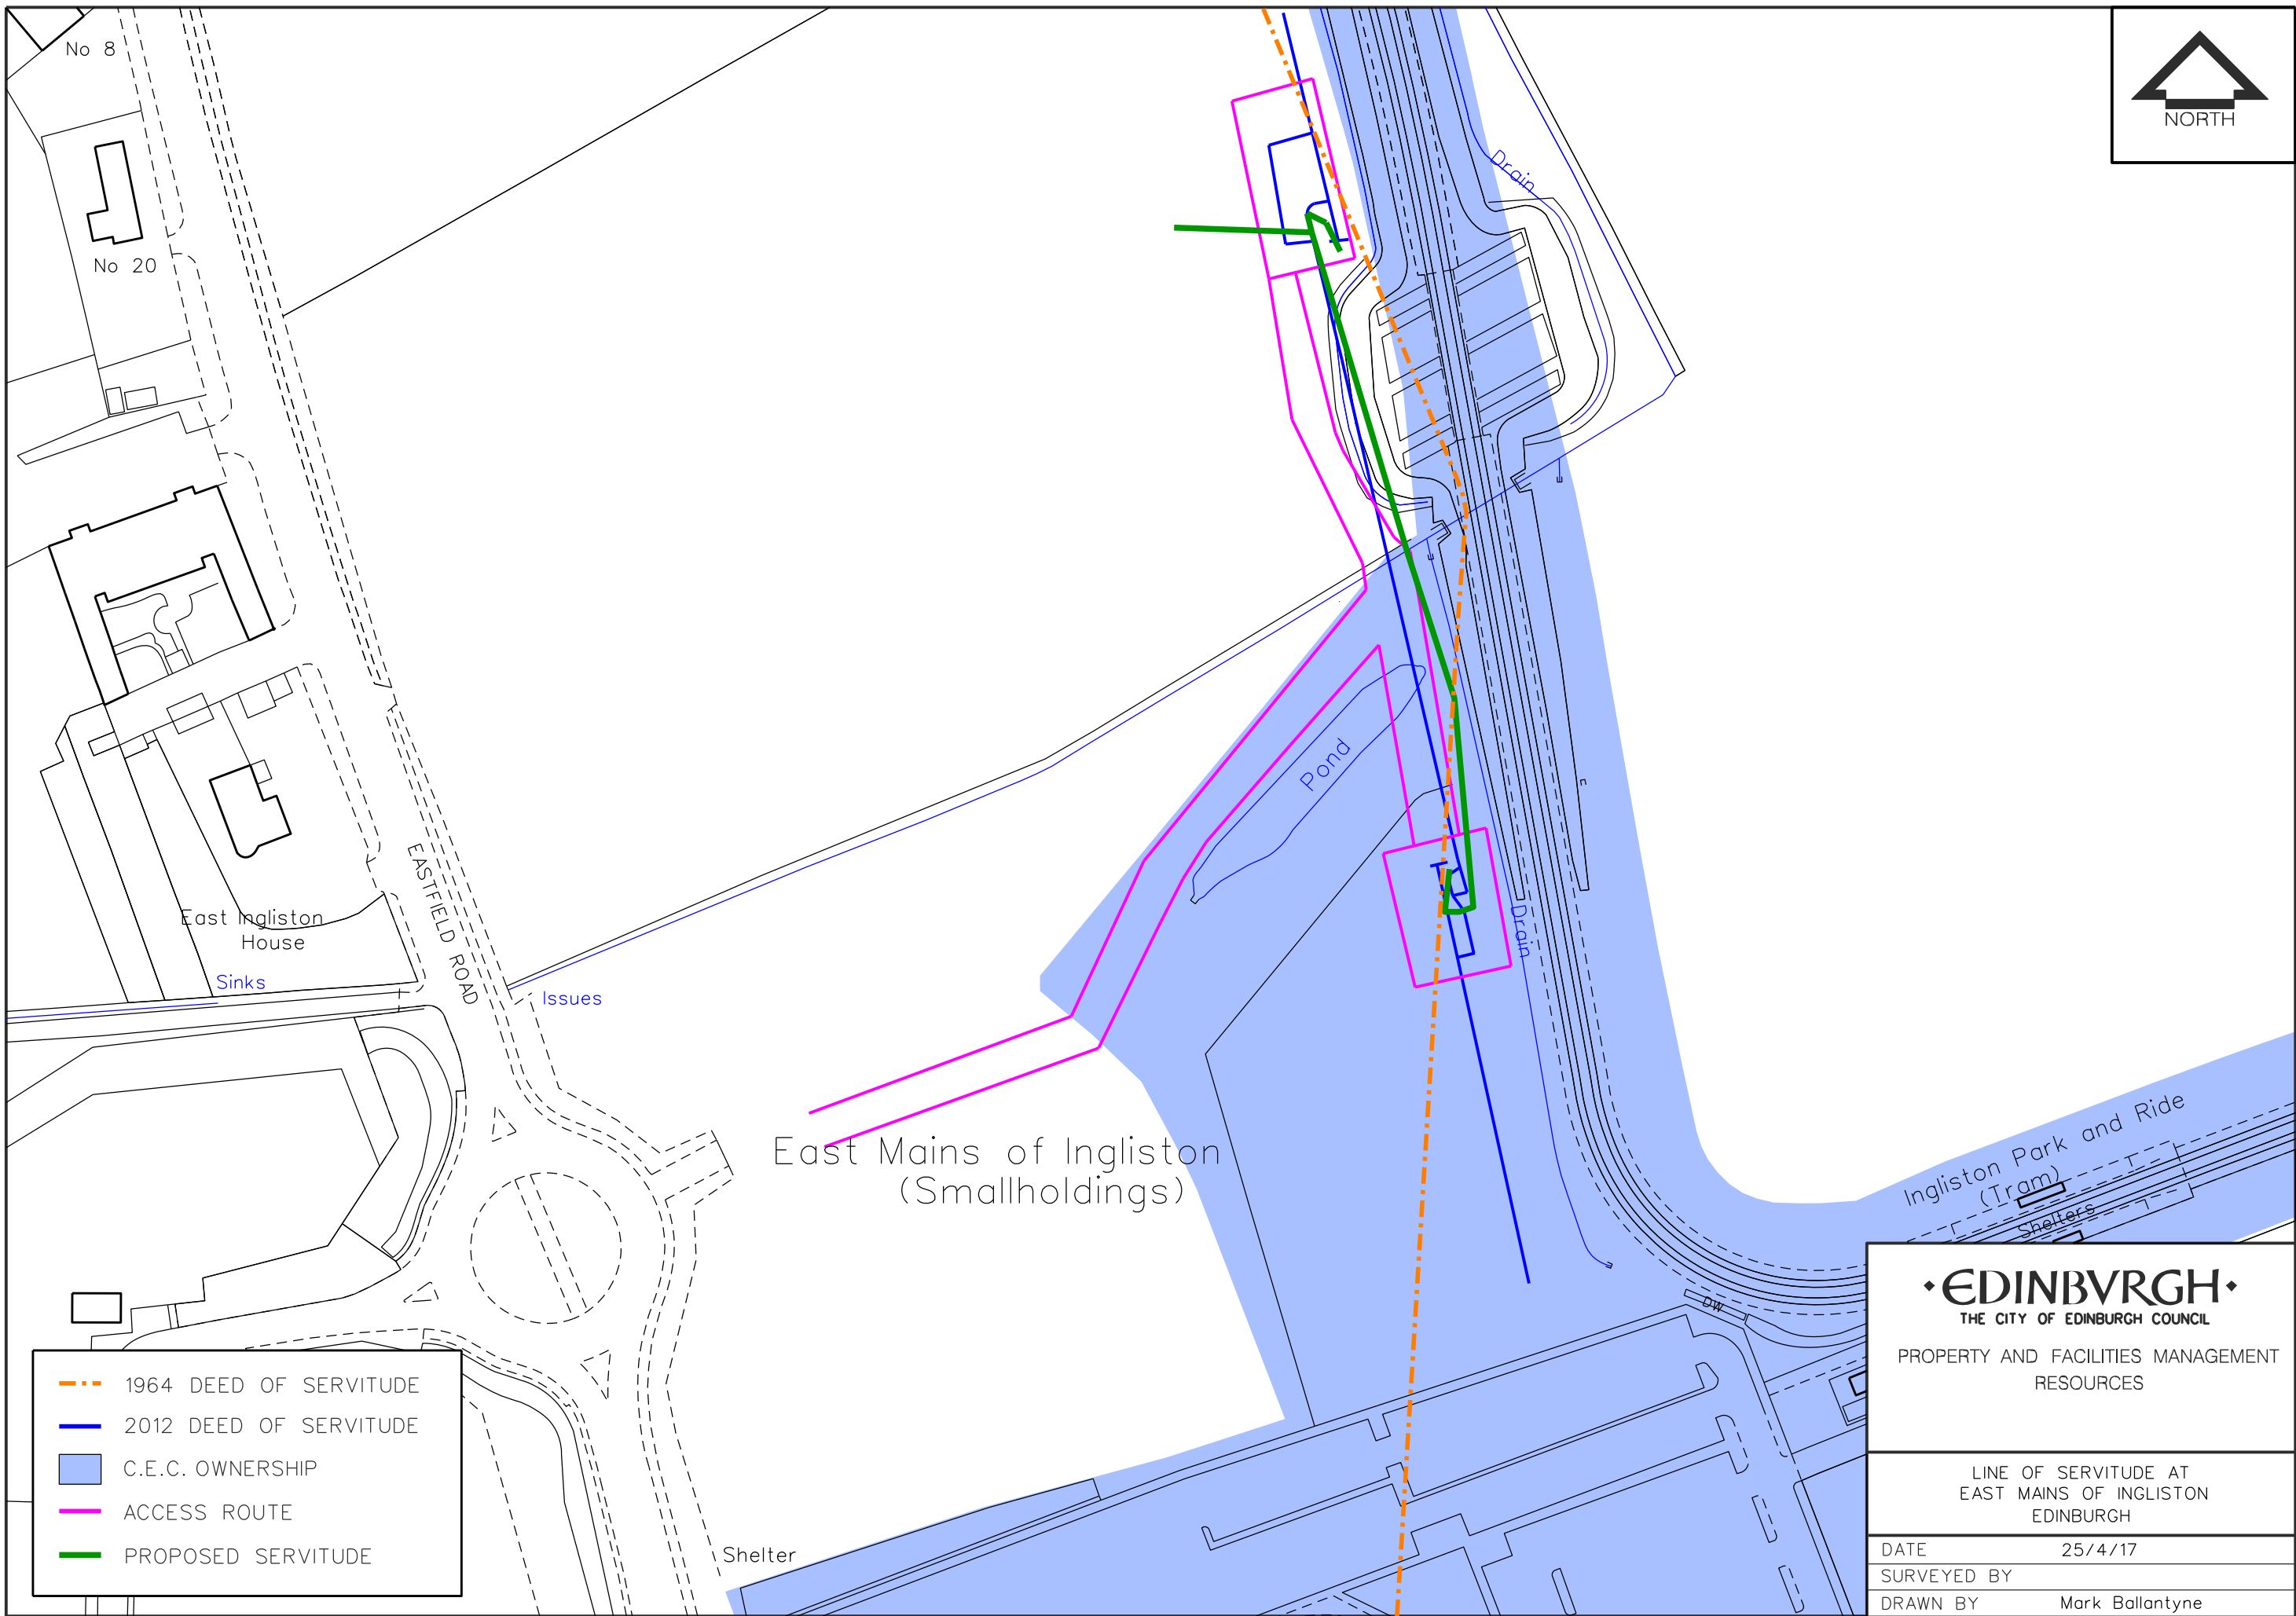 No 8
NORTH
Drain
No 20
Pond
EASTFIELD ROAD
East Ingliston
House
Drain
Sinks
Issues
East Mains of Ingliston
(Smallholdings)
Ingliston Park and Ride
(Tram)
Shelters
DW
Shelter
1964 DEED OF SERVITUDE
2012 DEED OF SERVITUDE
C.E.C. OWNERSHIP
ACCESS ROUTE
PROPOSED SERVITUDE
·EDINBVRGH·
THE CITY OF EDINBURGH COUNCIL
PROPERTY AND FACILITIES MANAGEMENT
RESOURCES
LINE OF SERVITUDE AT
EAST MAINS OF INGLISTON
EDINBURGH
DATE 25/4/17
SURVEYED BY
DRAWN BY Mark Ballantyne